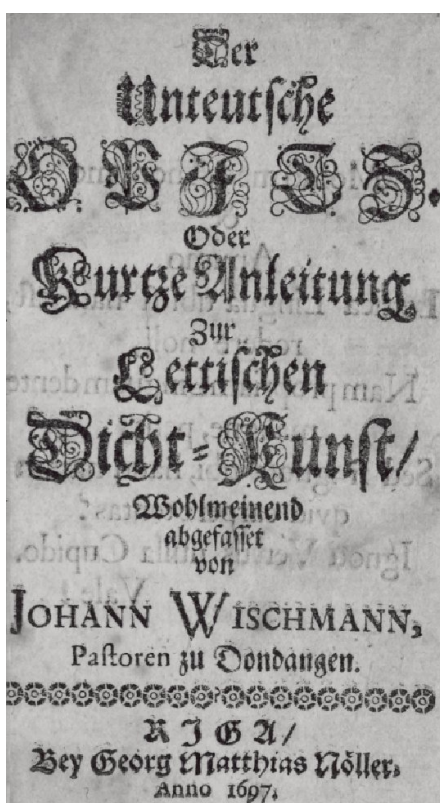 Der
Unteutſche
OPITZ.
Oder
Kurtze Anleitung
Zur
Lettiſchen
Dicht-Kunſt/
Wohlmeinend
abgefaſſet
von
JOHANN WISCHMANN,
Paſtoren zu Dondangen.
RIGA/
Bey Georg Matthias Nöller.
Anno 1697.